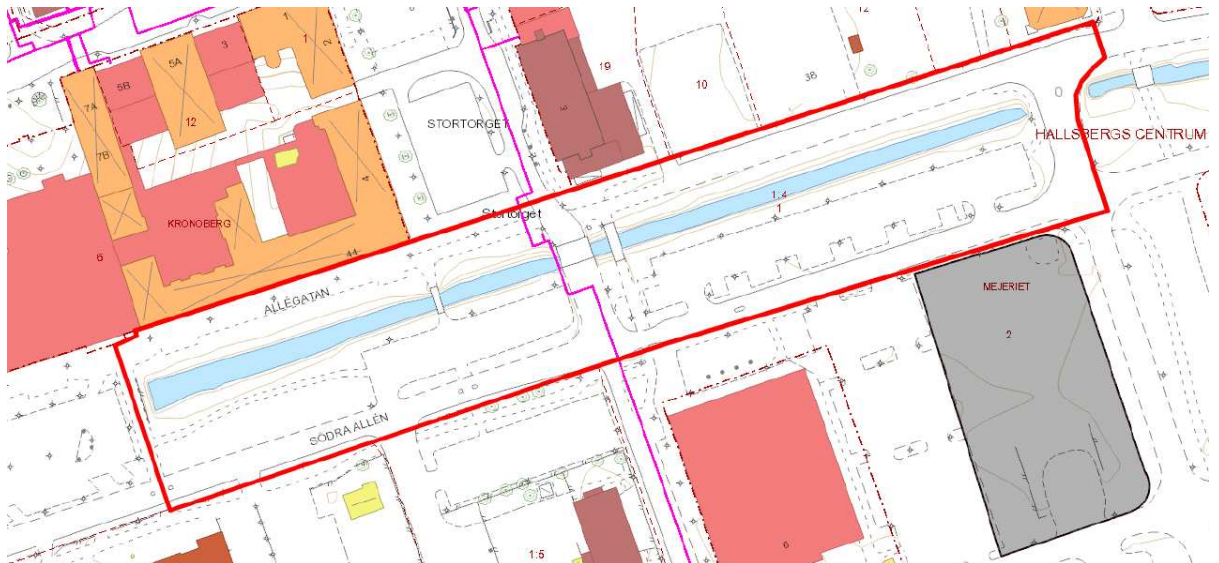 12
1
3
2
5A
5B
7A
12
7B
19
10
3B
STORTORGET
3
HALLSBERGS CENTRUM
4
1:4
1
Stortorget
KRONOBERG
6
44
ALLÉGATAN
MEJERIET
2
SÖDRA ALLÉN
1:5
6